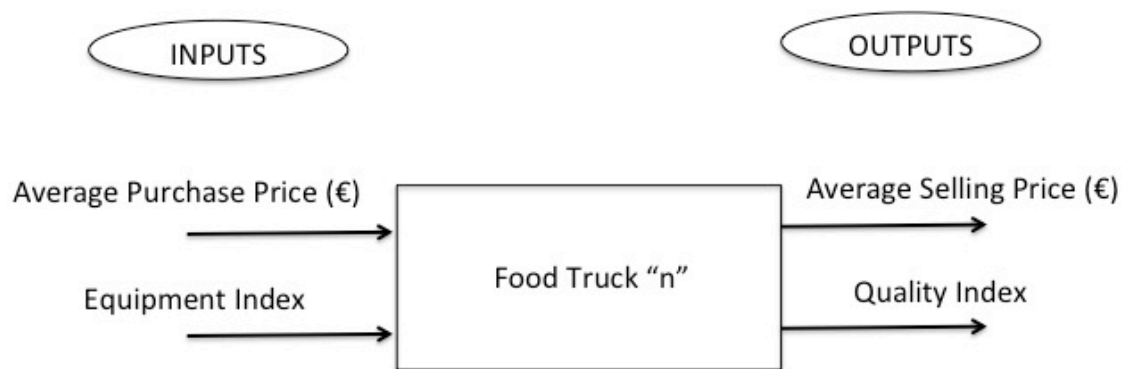 INPUTS
OUTPUTS
Average Purchase Price (€)
Average Selling Price (€)
Food Truck “n”
Equipment Index
Quality Index